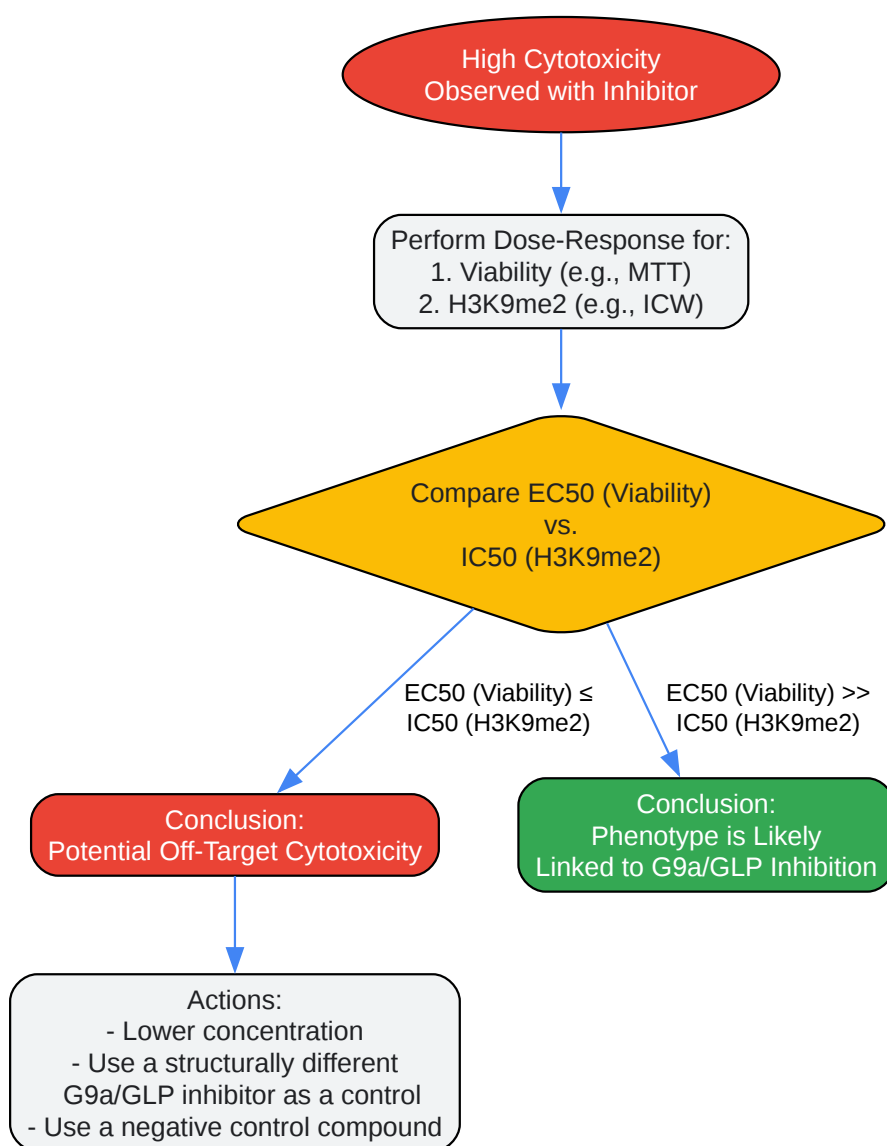 High Cytotoxicity
Observed with Inhibitor
Perform Dose-Response for:
1. Viability (e.g., MTT)
2. H3K9me2 (e.g., ICW)
Compare EC50 (Viability)
vs.
IC50 (H3K9me2)
EC50 (Viability) ≤
IC50 (H3K9me2)
EC50 (Viability) >>
IC50 (H3K9me2)
Conclusion:
Potential Off-Target Cytotoxicity
Conclusion:
Phenotype is Likely
Linked to G9a/GLP Inhibition
Actions:
- Lower concentration
- Use a structurally different
G9a/GLP inhibitor as a control
- Use a negative control compound